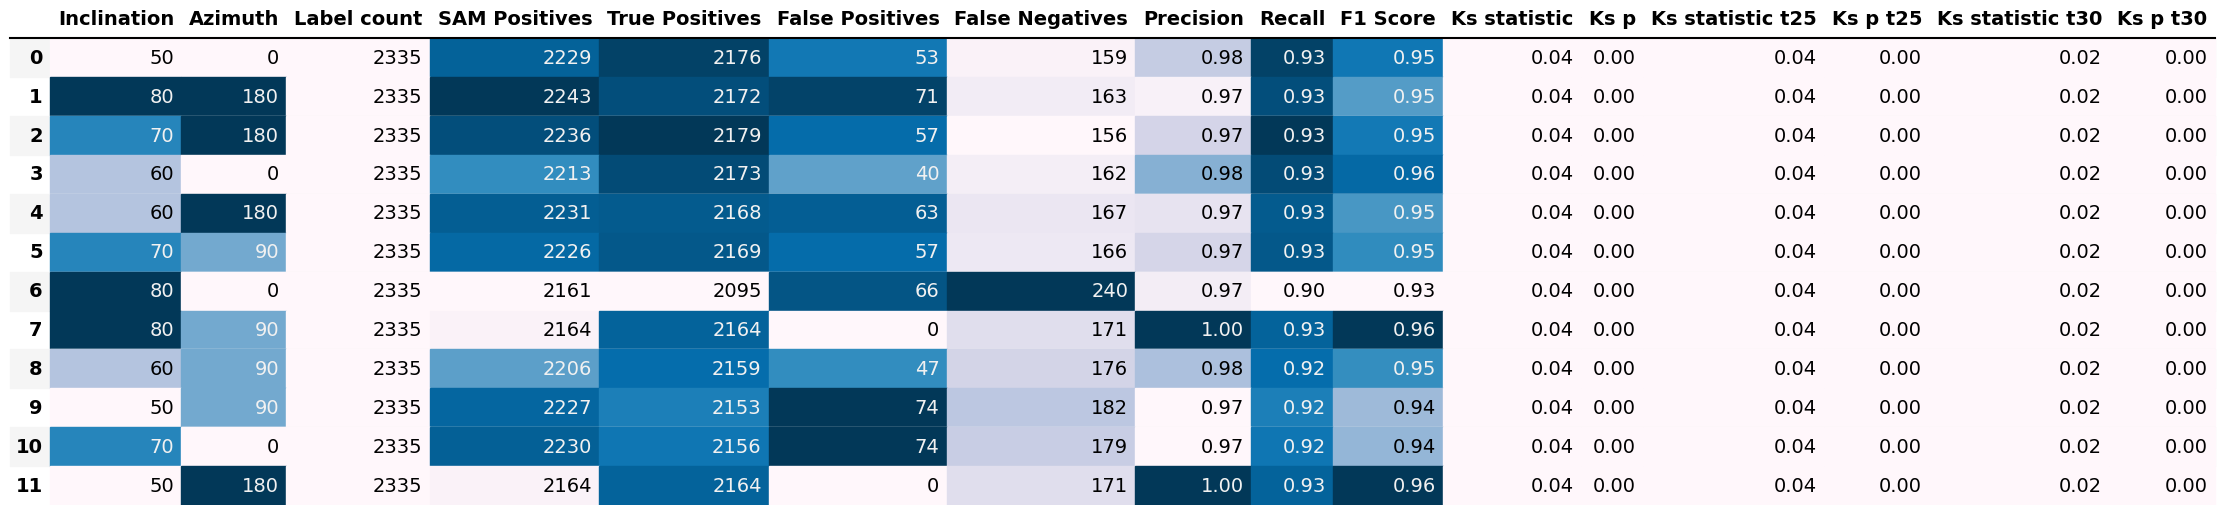 Inclination Azimuth Label count SAM Positives True Positives False Positives False Negatives Precision Recall F1 Score Ks statistic Ks p Ks statistic t25 Ks p t25 Ks statistic t30 Ks p t30
0 50 0 2335 2229 2176 53 159 0.98 0.93 0.95 0.04 0.00 0.04 0.00 0.02 0.00
1 80 180 2335 2243 2172 71 163 0.97 0.93 0.95 0.04 0.00 0.04 0.00 0.02 0.00
2 70 180 2335 2236 2179 57 156 0.97 0.93 0.95 0.04 0.00 0.04 0.00 0.02 0.00
3 60 0 2335 2213 2173 40 162 0.98 0.93 0.96 0.04 0.00 0.04 0.00 0.02 0.00
4 60 180 2335 2231 2168 63 167 0.97 0.93 0.95 0.04 0.00 0.04 0.00 0.02 0.00
5 70 90 2335 2226 2169 57 166 0.97 0.93 0.95 0.04 0.00 0.04 0.00 0.02 0.00
6 80 0 2335 2161 2095 66 240 0.97 0.90 0.93 0.04 0.00 0.04 0.00 0.02 0.00
7 80 90 2335 2164 2164 0 171 1.00 0.93 0.96 0.04 0.00 0.04 0.00 0.02 0.00
8 60 90 2335 2206 2159 47 176 0.98 0.92 0.95 0.04 0.00 0.04 0.00 0.02 0.00
9 50 90 2335 2227 2153 74 182 0.97 0.92 0.94 0.04 0.00 0.04 0.00 0.02 0.00
10 70 0 2335 2230 2156 74 179 0.97 0.92 0.94 0.04 0.00 0.04 0.00 0.02 0.00
11 50 180 2335 2164 2164 0 171 1.00 0.93 0.96 0.04 0.00 0.04 0.00 0.02 0.00